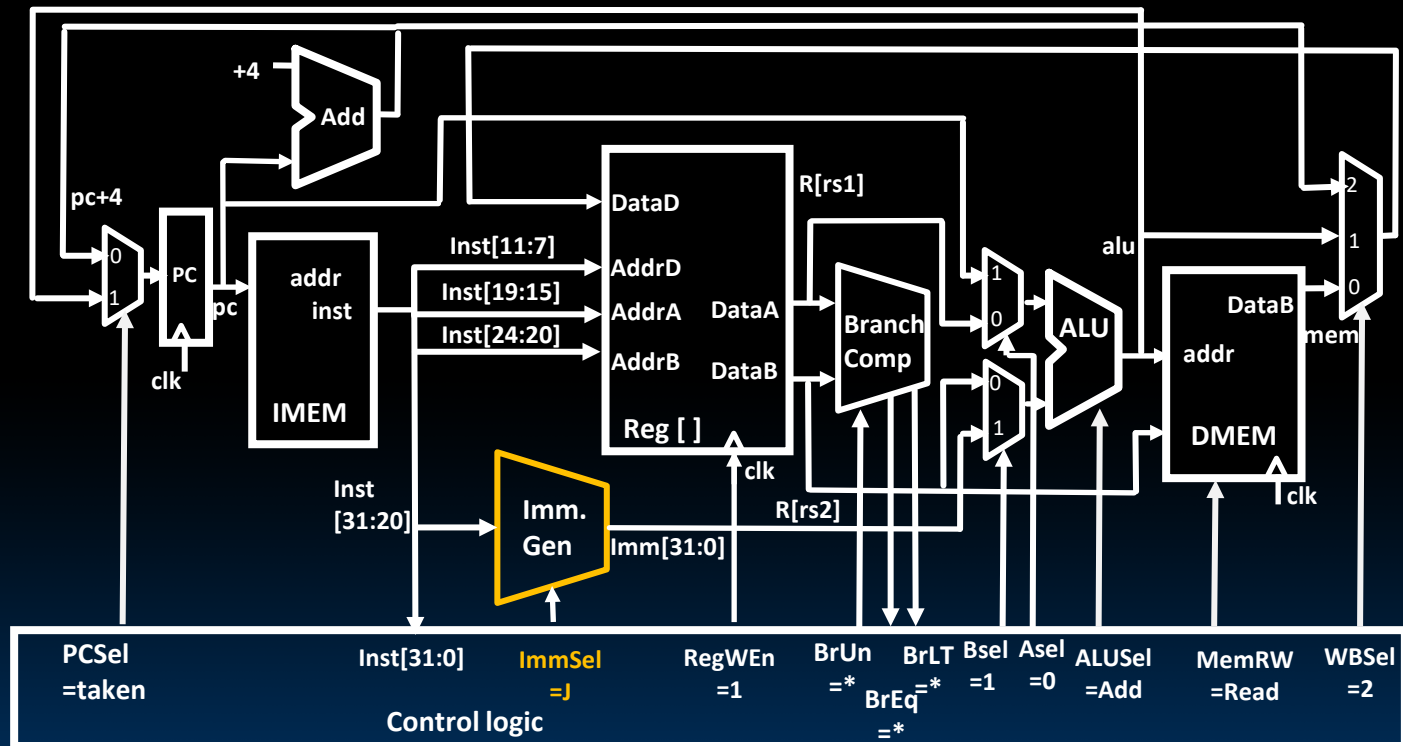 +4
Add
pc+4
0
1
PC
pc
clk
addr
inst
IMEM
Inst[11:7]
Inst[19:15]
Inst[24:20]
Inst
[31:20]
DataD
AddrD
AddrA
AddrB
DataA
DataB
Reg [ ]
clk
Imm.
Gen
Imm[31:0]
R[rs1]
R[rs2]
Branch
Comp
1
0
0
1
ALU
alu
addr
DataB
DMEM
clk
mem
2
1
0
PCSel
=taken
Inst[31:0]
ImmSel
=J
RegWEn
=1
BrUn
=*
BrEq
=*
BrLT
=*
Bsel
=1
Asel
=0
ALUSel
=Add
MemRW
=Read
WBSel
=2
Control logic